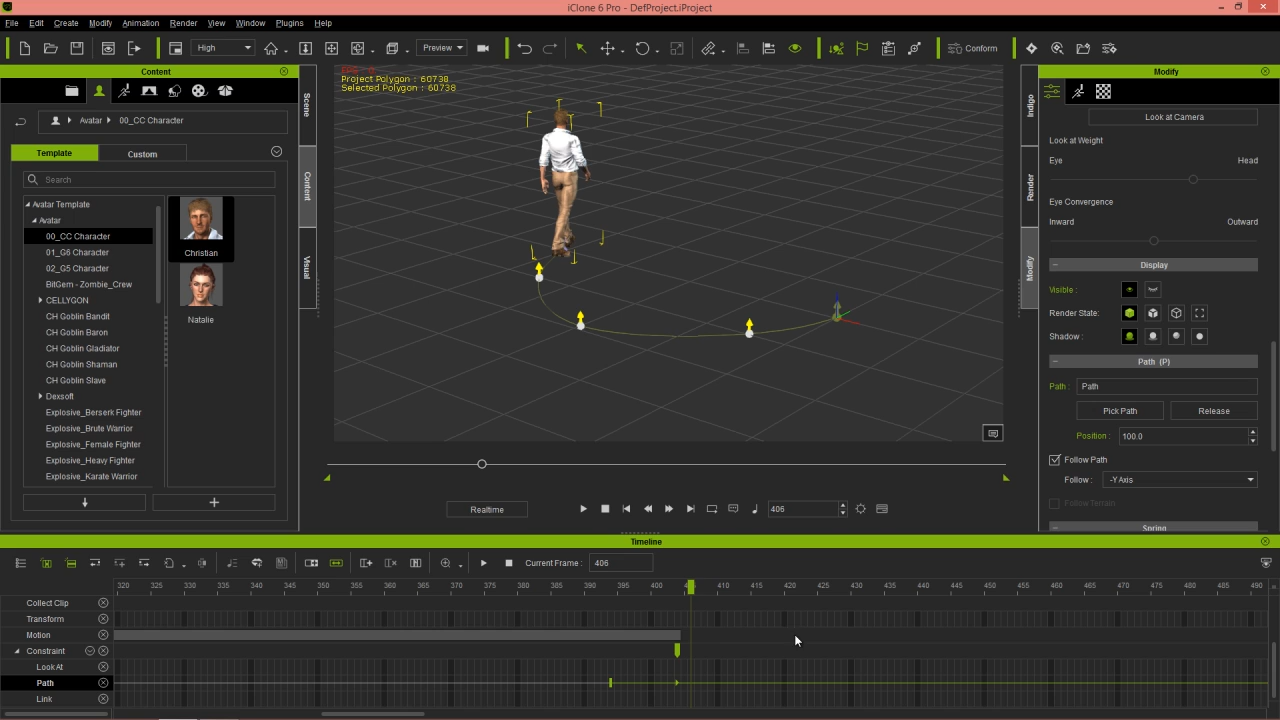 iClone 6 Pro - DefProject.iProject
File Edit Create Modify Animation Render View Window Plugins Help
High Preview Conform
Content
Avatar 00_CC Character
Template Custom
Search
Avatar Template
Avatar
00_CC Character
01_G6 Character
02_G5 Character
BitGem - Zombie_Crew
CELLYGON
CH Goblin Bandit
CH Goblin Baron
CH Goblin Gladiator
CH Goblin Shaman
CH Goblin Slave
Dexsoft
Explosive_Berserk Fighter
Explosive_Brute Warrior
Explosive_Female Fighter
Explosive_Heavy Fighter
Explosive_Karate Warrior
Christian
Natalie
Scene
Content
Visual
Project Polygon : 60738
Selected Polygon : 60738
Indigo
Render
Modify
Modify
Look at Camera
Look at Weight
Eye Head
Eye Convergence
Inward Outward
Display
Visible :
Render State:
Shadow :
Path (P)
Path : Path
Pick Path Release
Position : 100.0
Follow Path
Follow : -Y Axis
Follow Terrain
Spring
Realtime 406
Timeline
Current Frame : 406
320 325 330 335 340 345 350 355 360 365 370 375 380 385 390 395 400 410 415 420 425 430 435 440 445 450 455 460 465 470 475 480 485 490
Collect Clip
Transform
Motion
Constraint
Look At
Path
Link